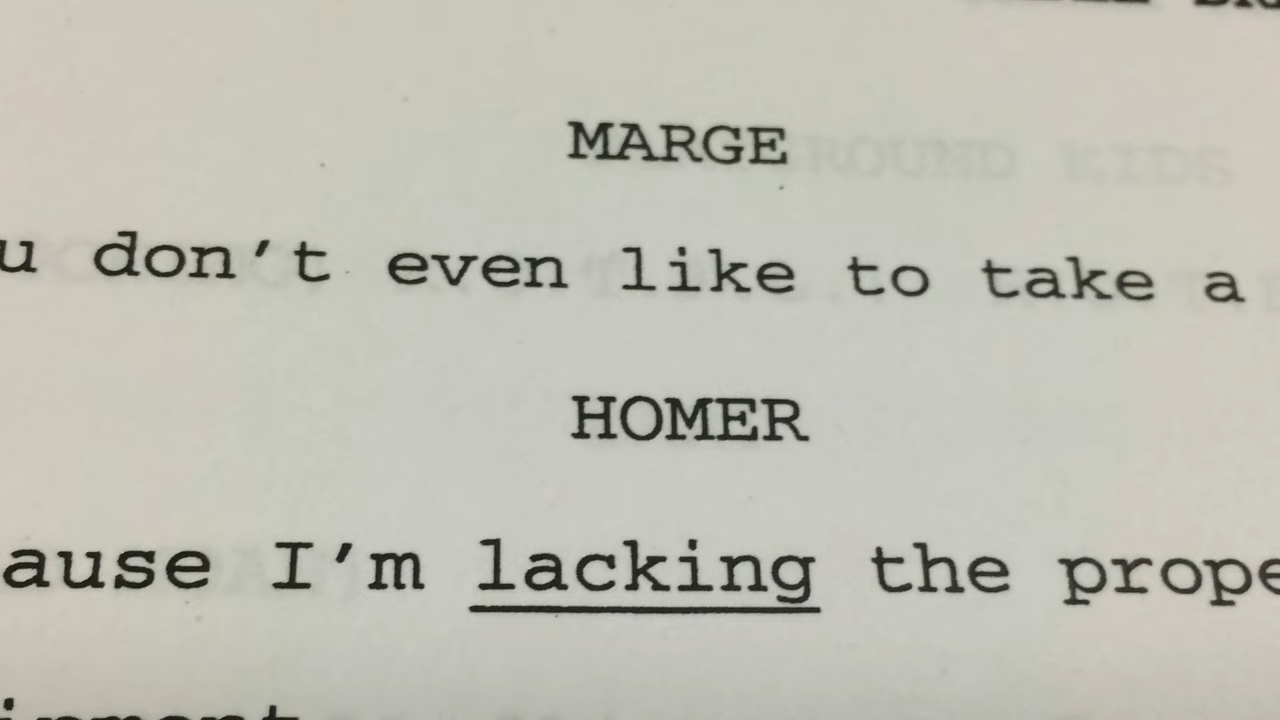 MARGE
u don't even like to take a
HOMER
ause I'm lacking the prope